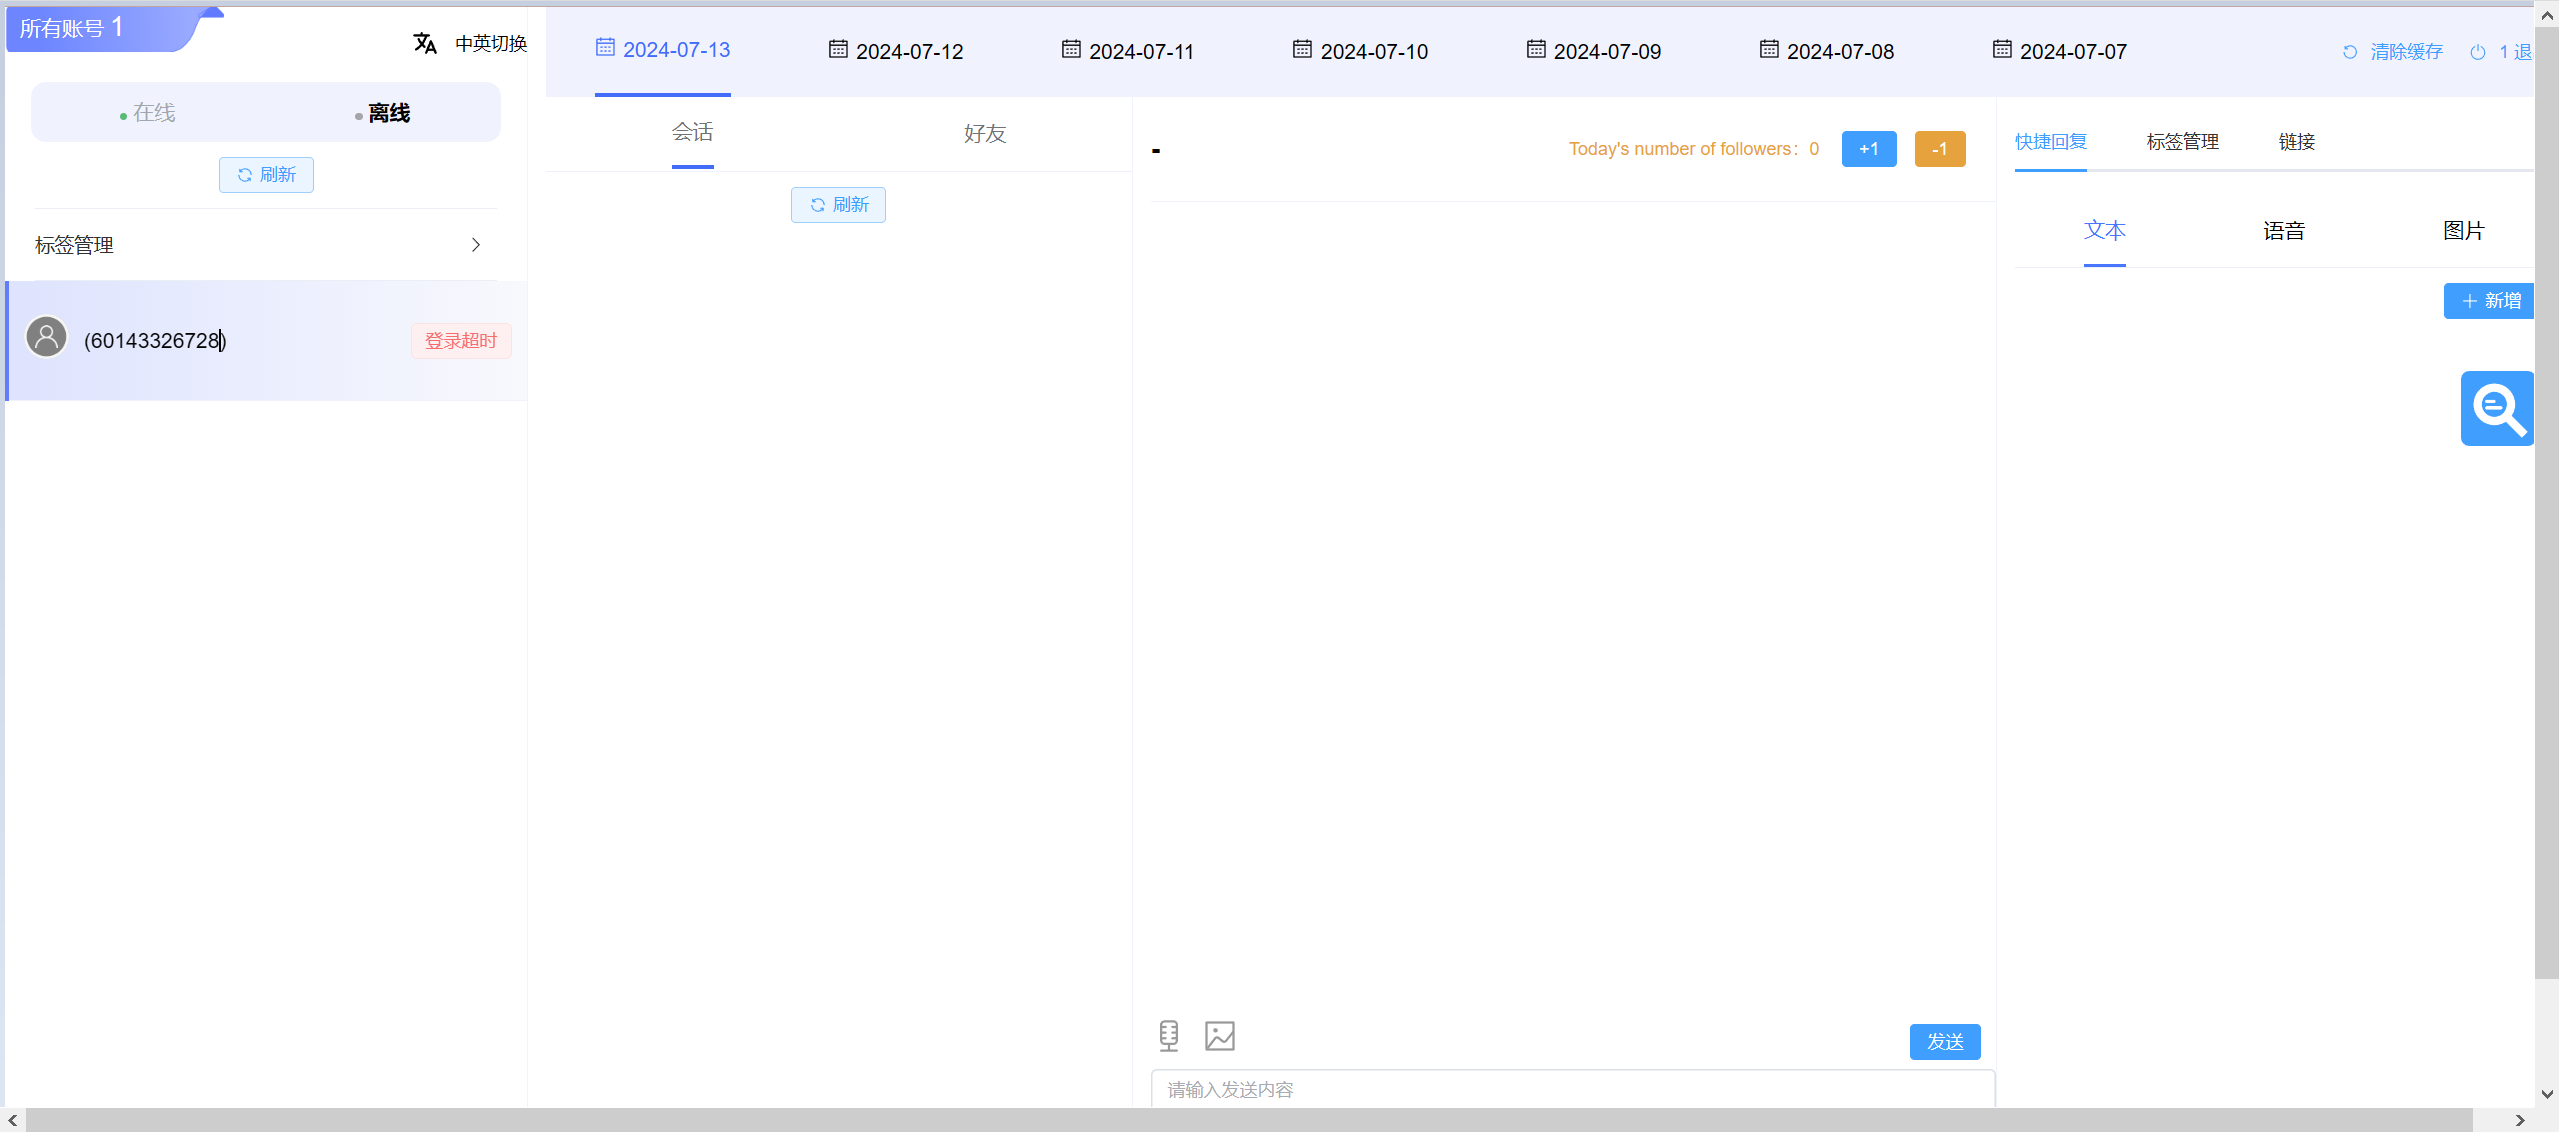 所有账号 1
中英切换
在线
离线
刷新
标签管理
(60143326728)
登录超时
2024-07-13
2024-07-12
2024-07-11
2024-07-10
2024-07-09
2024-07-08
2024-07-07
清除缓存
1 退
会话
好友
刷新
-
Today's number of followers：0
+1
-1
快捷回复
标签管理
链接
文本
语音
图片
新增
发送
请输入发送内容